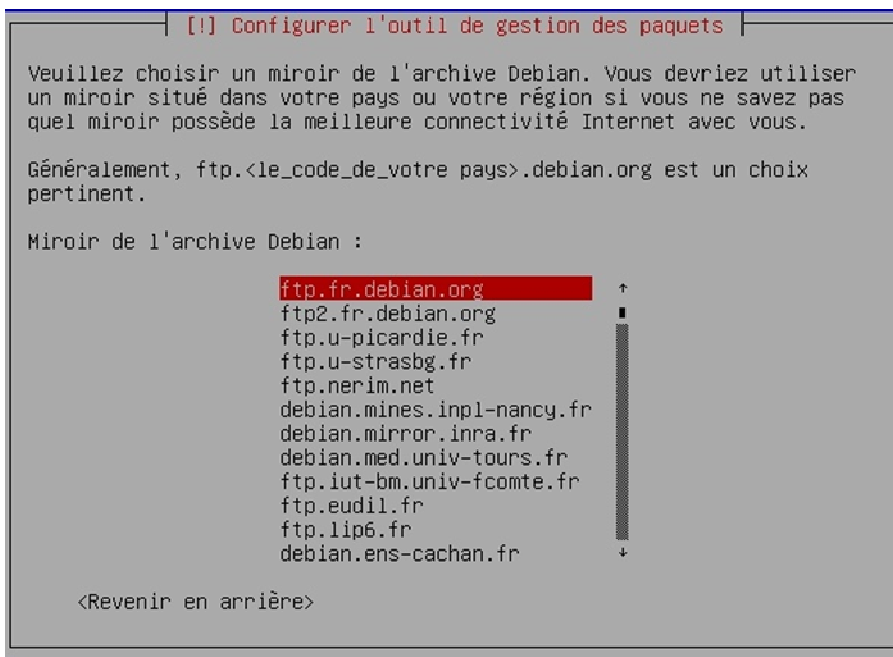 [!] Configurer l'outil de gestion des paquets
Veuillez choisir un miroir de l'archive Debian. Vous devriez utiliser
un miroir situé dans votre pays ou votre région si vous ne savez pas
quel miroir possède la meilleure connectivité Internet avec vous.
Généralement, ftp.<le_code_de_votre pays>.debian.org est un choix
pertinent.
Miroir de l'archive Debian :
ftp.fr.debian.org
ftp2.fr.debian.org
ftp.u-picardie.fr
ftp.u-strasbg.fr
ftp.nerim.net
debian.mines.inpl-nancy.fr
debian.mirror.inra.fr
debian.med.univ-tours.fr
ftp.iut-bm.univ-fcomte.fr
ftp.eudil.fr
ftp.lip6.fr
debian.ens-cachan.fr
<Revenir en arrière>